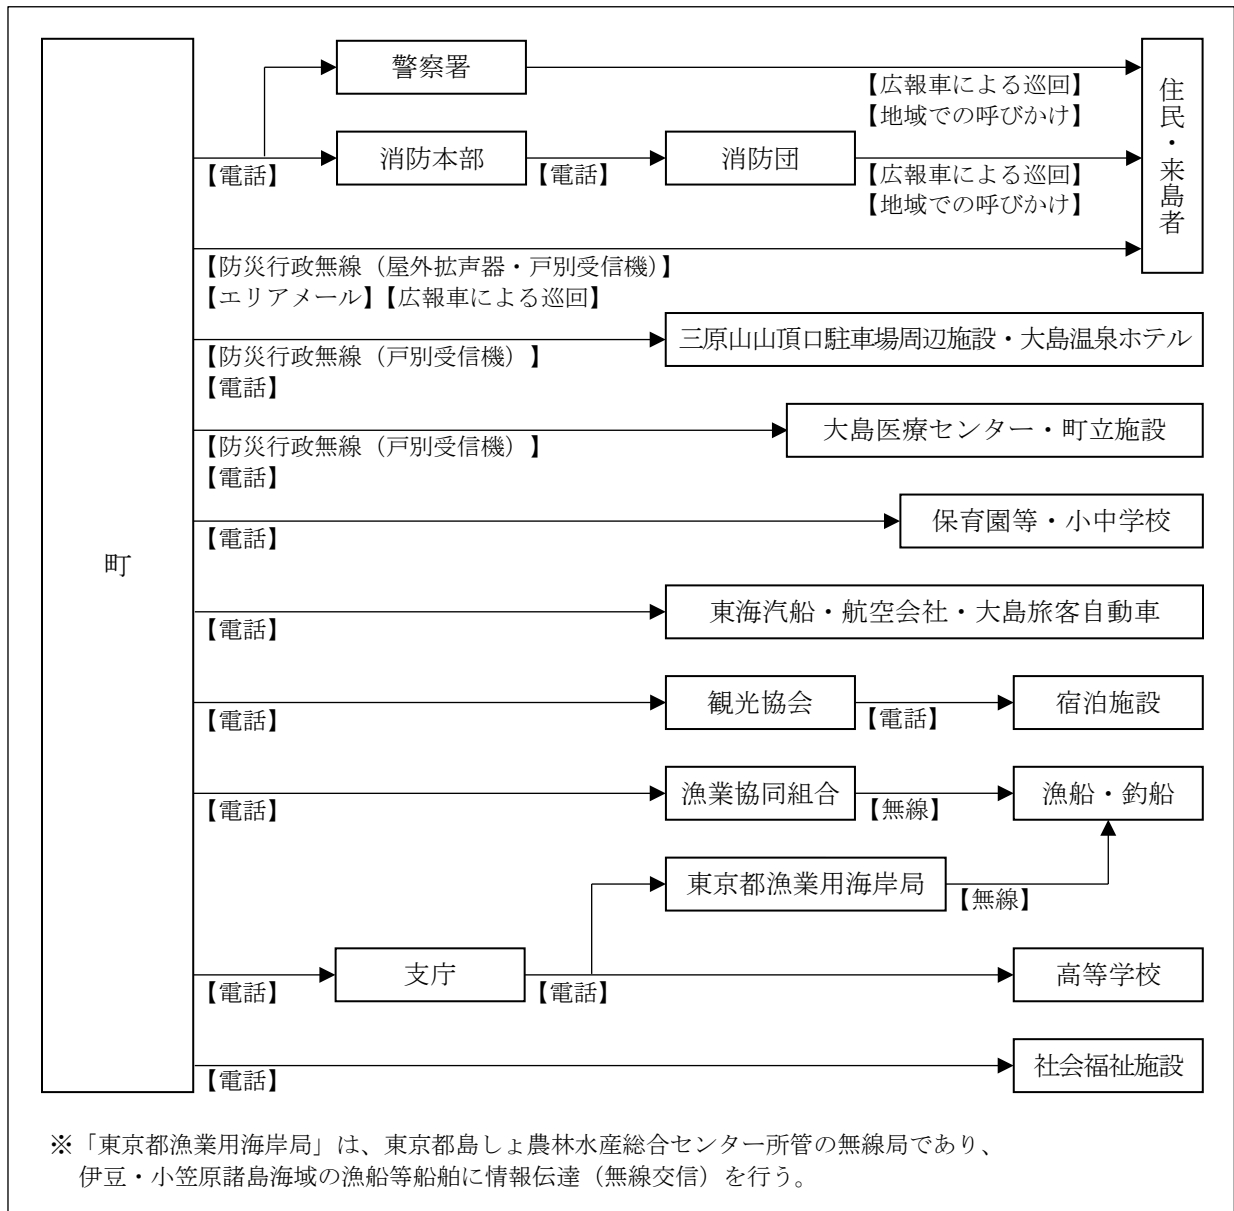 警察署
【広報車による巡回】
【地域での呼びかけ】
住民・来島者
【電話】
消防本部
【電話】
消防団
【広報車による巡回】
【地域での呼びかけ】
【防災行政無線（屋外拡声器・戸別受信機）】
【エリアメール】【広報車による巡回】
三原山山頂口駐車場周辺施設・大島温泉ホテル
【防災行政無線（戸別受信機）】
【電話】
大島医療センター・町立施設
【防災行政無線（戸別受信機）】
【電話】
保育園等・小中学校
【電話】
町
東海汽船・航空会社・大島旅客自動車
【電話】
観光協会
【電話】
宿泊施設
【電話】
漁業協同組合
【無線】
漁船・釣船
【電話】
東京都漁業用海岸局
【無線】
支庁
【電話】
【電話】
高等学校
社会福祉施設
【電話】
※「東京都漁業用海岸局」は、東京都島しょ農林水産総合センター所管の無線局であり、
伊豆・小笠原諸島海域の漁船等船舶に情報伝達（無線交信）を行う。